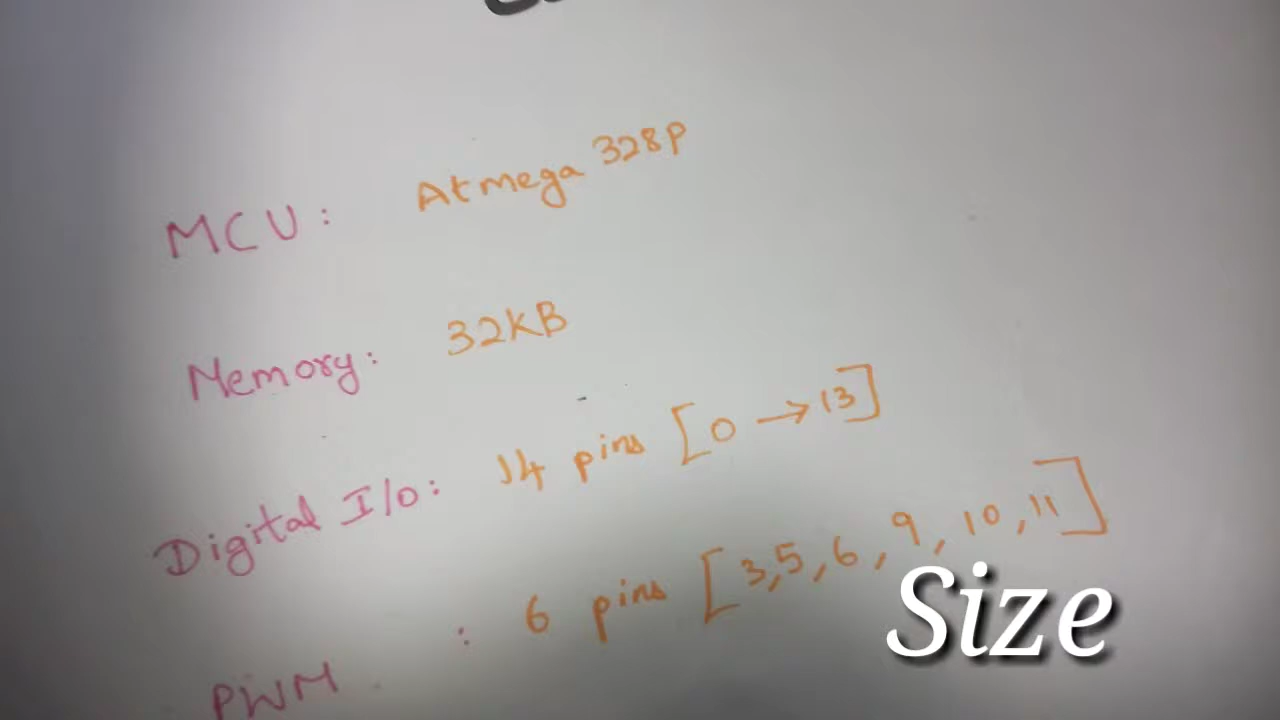 MCU : Atmega 328P
Memory : 32KB
Digital I/O : 14 pins [0 → 13]
PWM : 6 pins [3,5,6,9,10,11]
Size